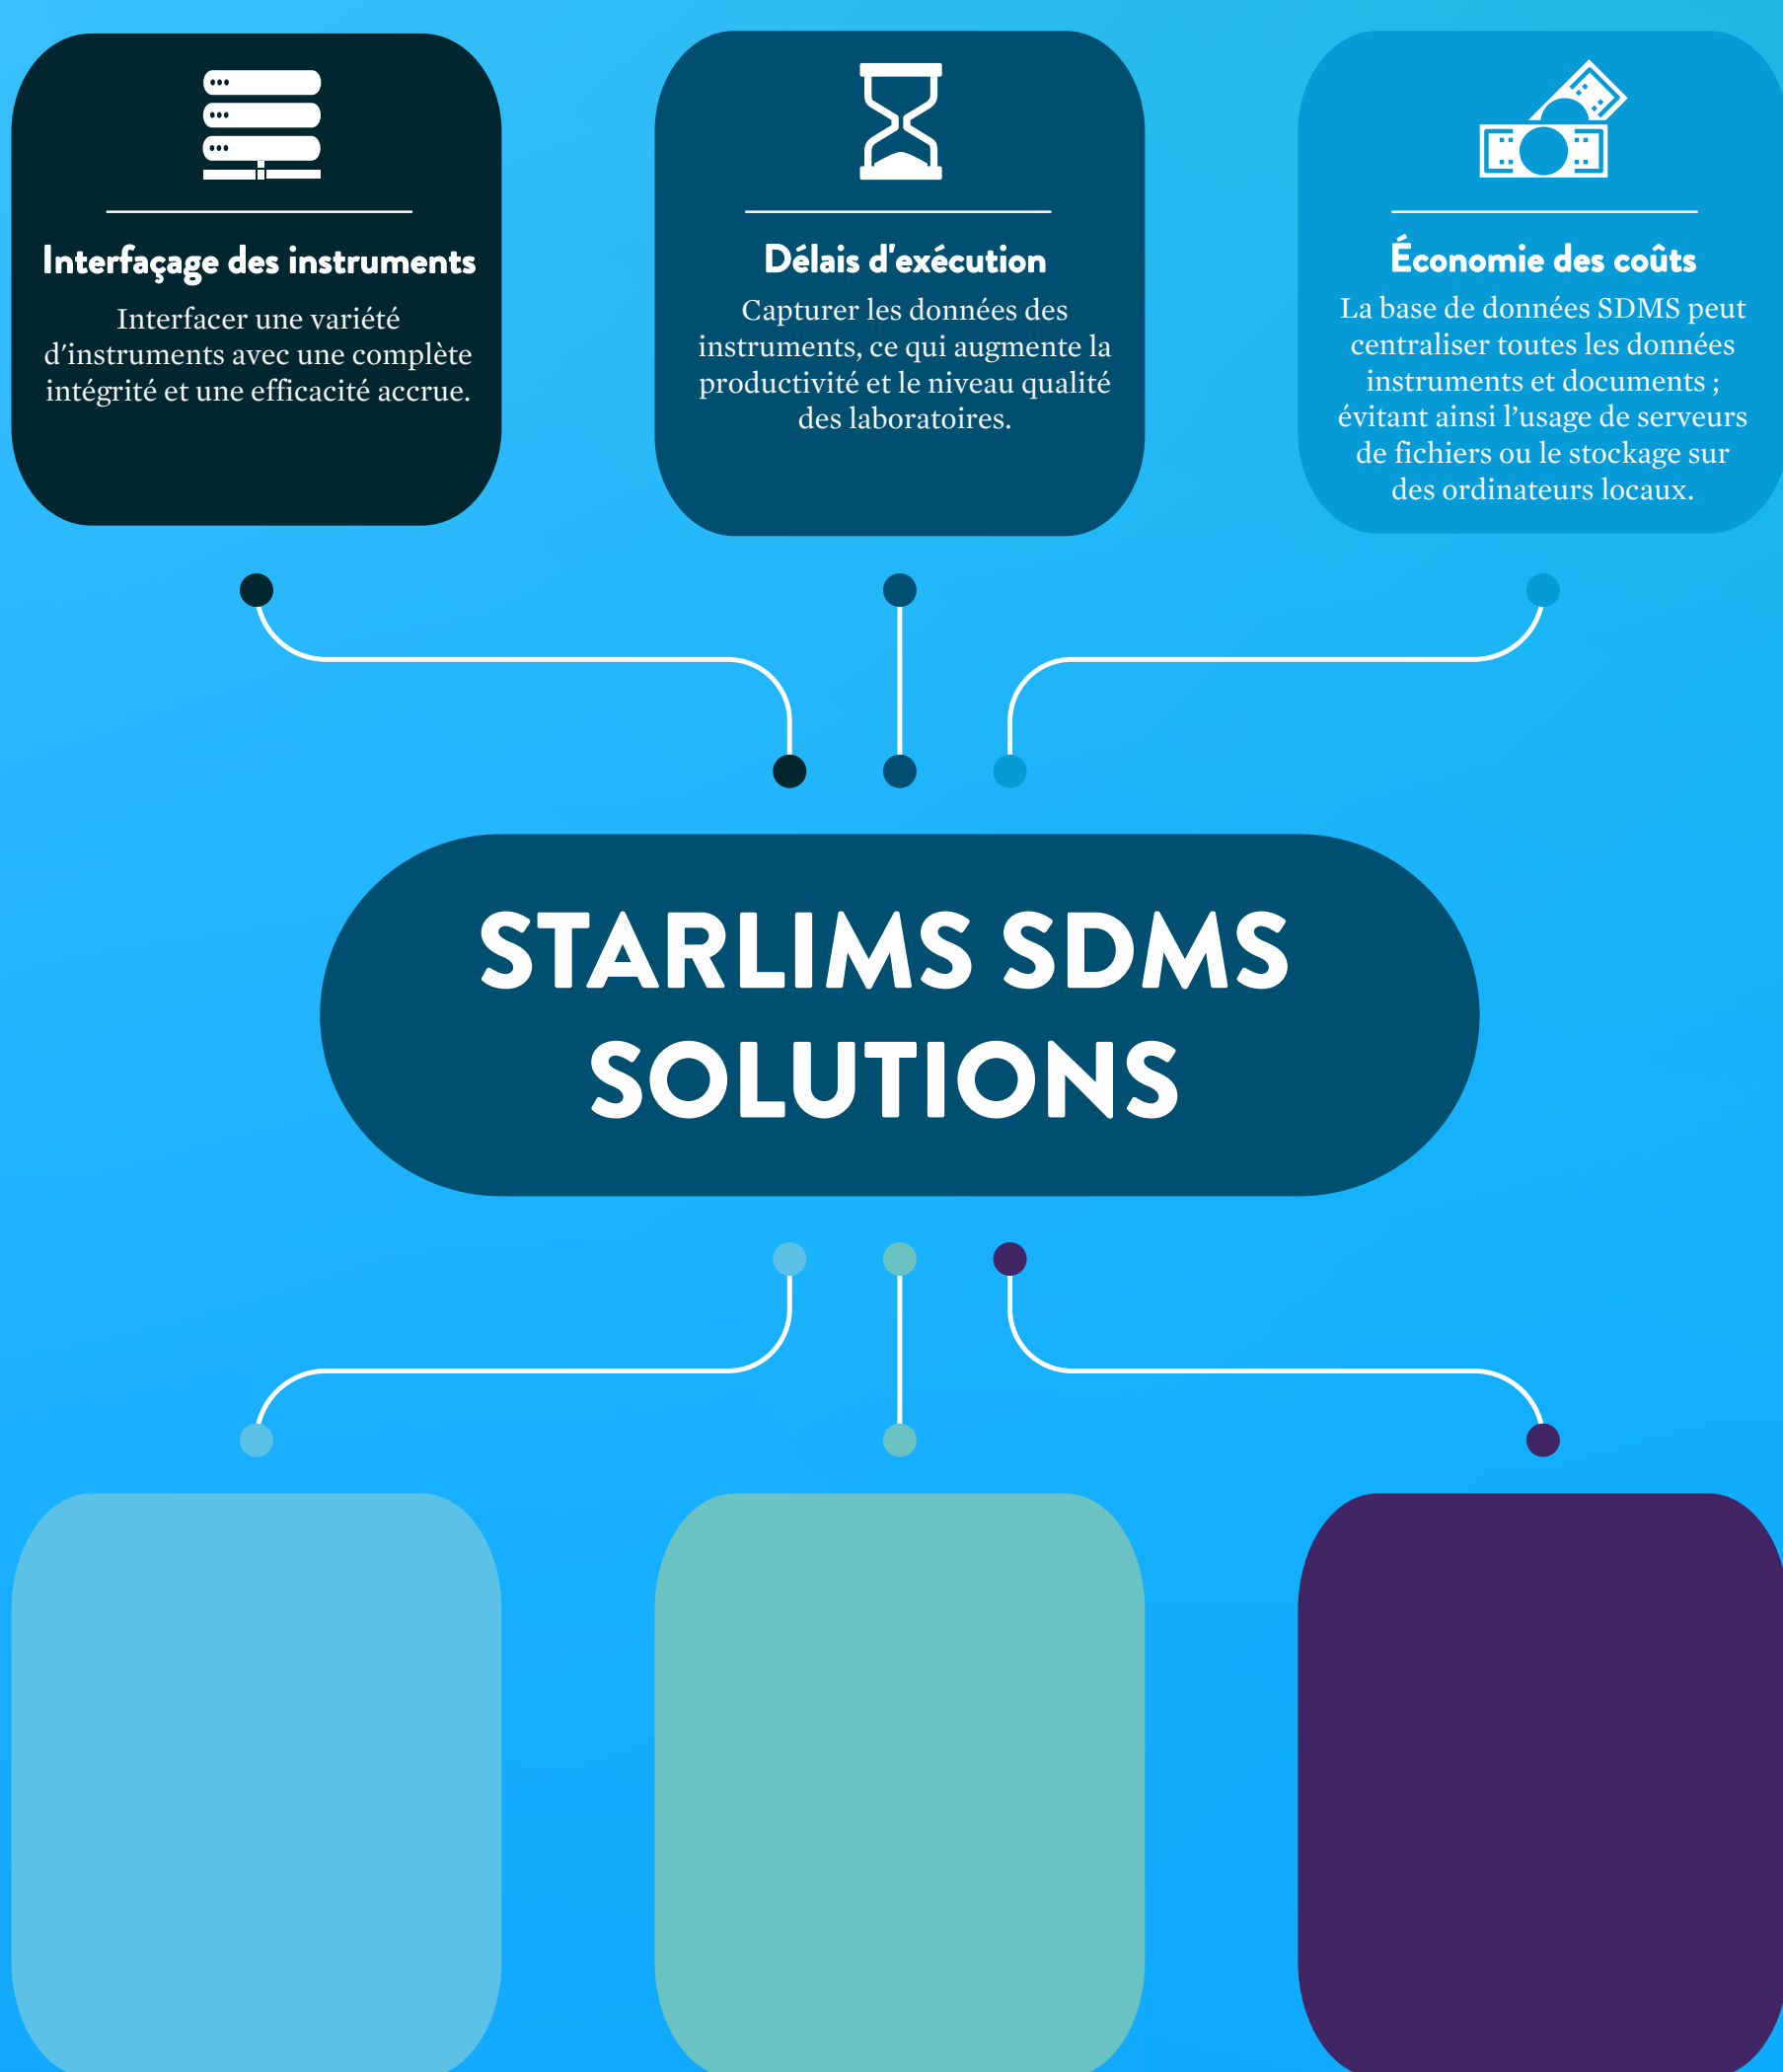 Interfaçage des instruments
Interfacer une variété
d'instruments avec une complète
intégrité et une efficacité accrue.
Délais d'exécution
Capturer les données des
instruments, ce qui augmente la
productivité et le niveau qualité
des laboratoires.
Économie des coûts
La base de données SDMS peut
centraliser toutes les données
instruments et documents ;
évitant ainsi l’usage de serveurs
de fichiers ou le stockage sur
des ordinateurs locaux.
STARLIMS SDMS
SOLUTIONS